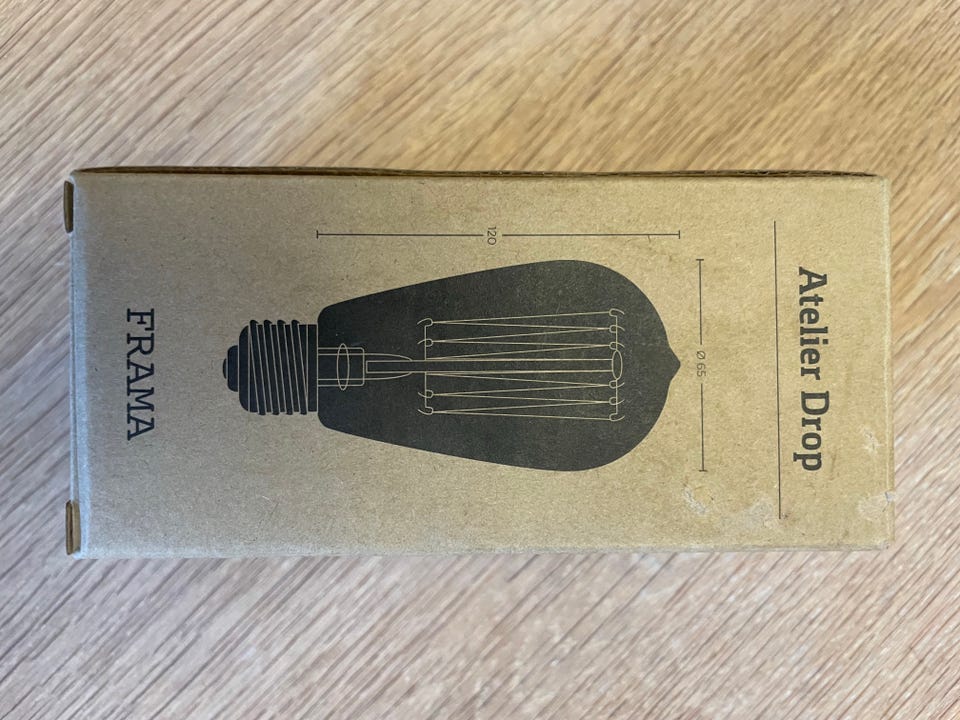 Atelier Drop
Ø 65
120
FRAMA